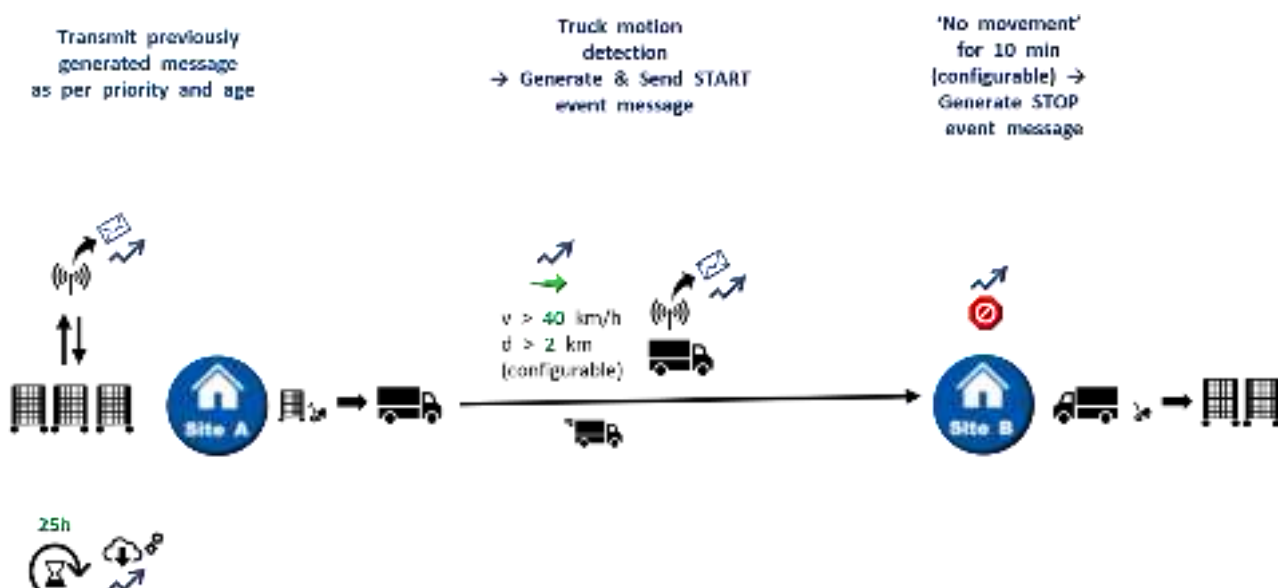 Transmit previously
generated message
as per priority and age
Truck motion
detection
→ Generate & Send START
event message
'No movement'
for 10 min
(configurable) →
Generate STOP
event message
v > 40 km/h
d > 2 km
(configurable)
Site A
Site B
25h